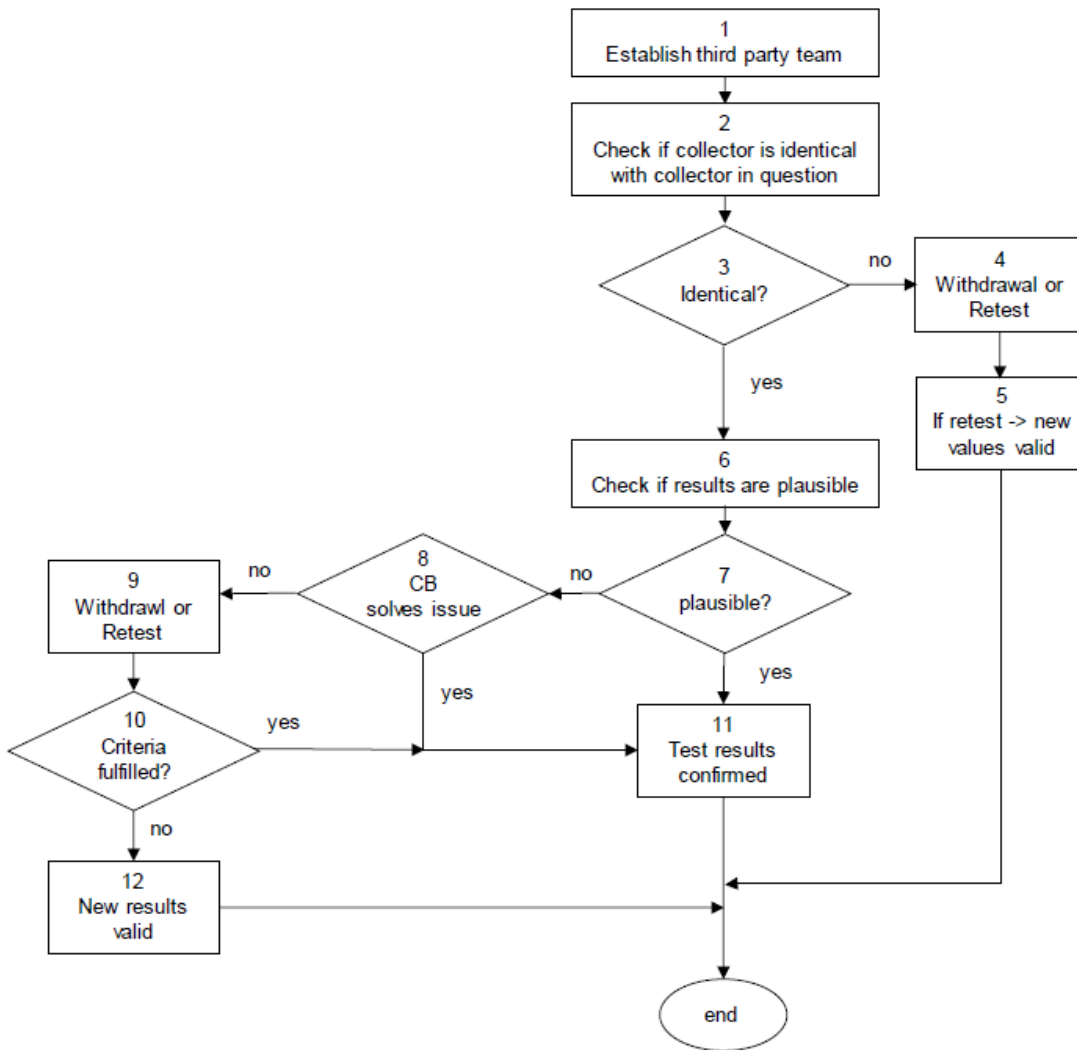 1
Establish third party team
2
Check if collector is identical
with collector in question
3
Identical?
no
4
Withdrawal or
Retest
yes
5
If retest -> new
values valid
6
Check if results are plausible
7
plausible?
no
8
CB
solves issue
no
9
Withdrawl or
Retest
yes
yes
10
Criteria
fulfilled?
yes
11
Test results
confirmed
no
12
New results
valid
end